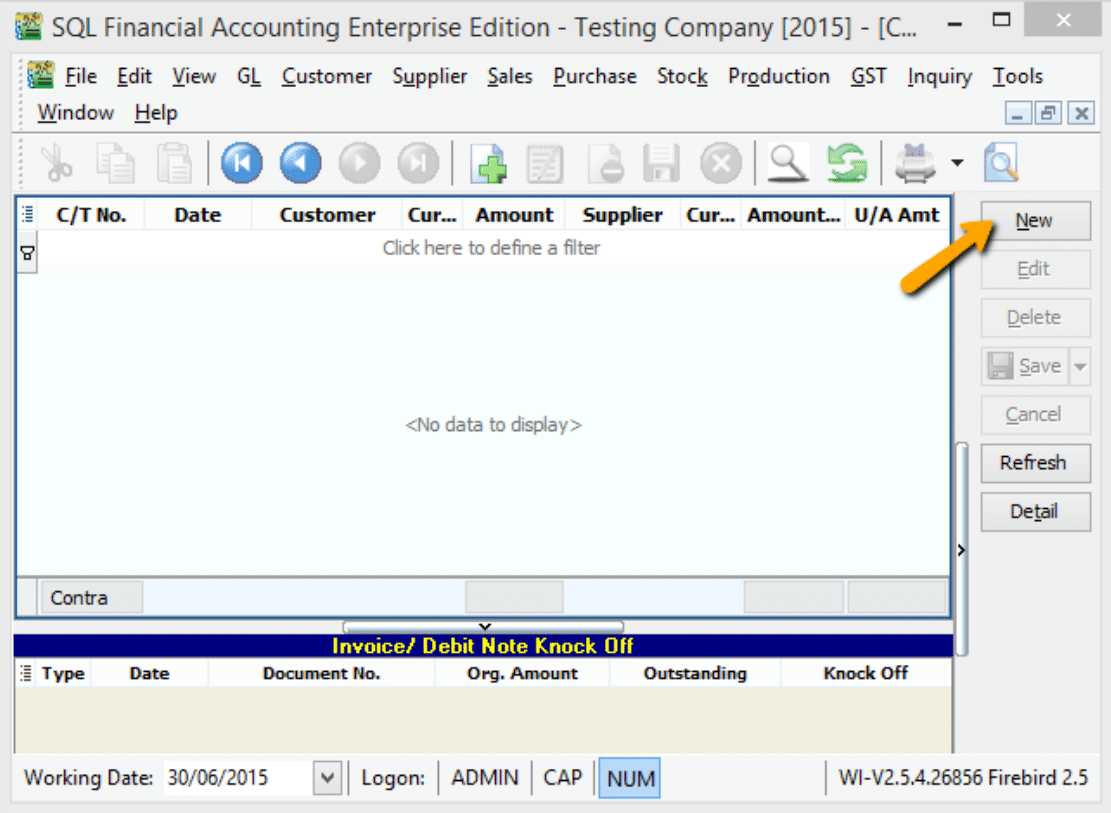 SQL Financial Accounting Enterprise Edition - Testing Company [2015] - [C...
File Edit View GL Customer Supplier Sales Purchase Stock Production GST Inquiry Tools
Window Help
C/T No. Date Customer Cur... Amount Supplier Cur... Amount... U/A Amt
Click here to define a filter
<No data to display>
Contra
New
Edit
Delete
Save
Cancel
Refresh
Detail
Invoice/ Debit Note Knock Off
Type Date Document No. Org. Amount Outstanding Knock Off
Working Date: 30/06/2015 Logon: ADMIN CAP NUM WI-V2.5.4.26856 Firebird 2.5